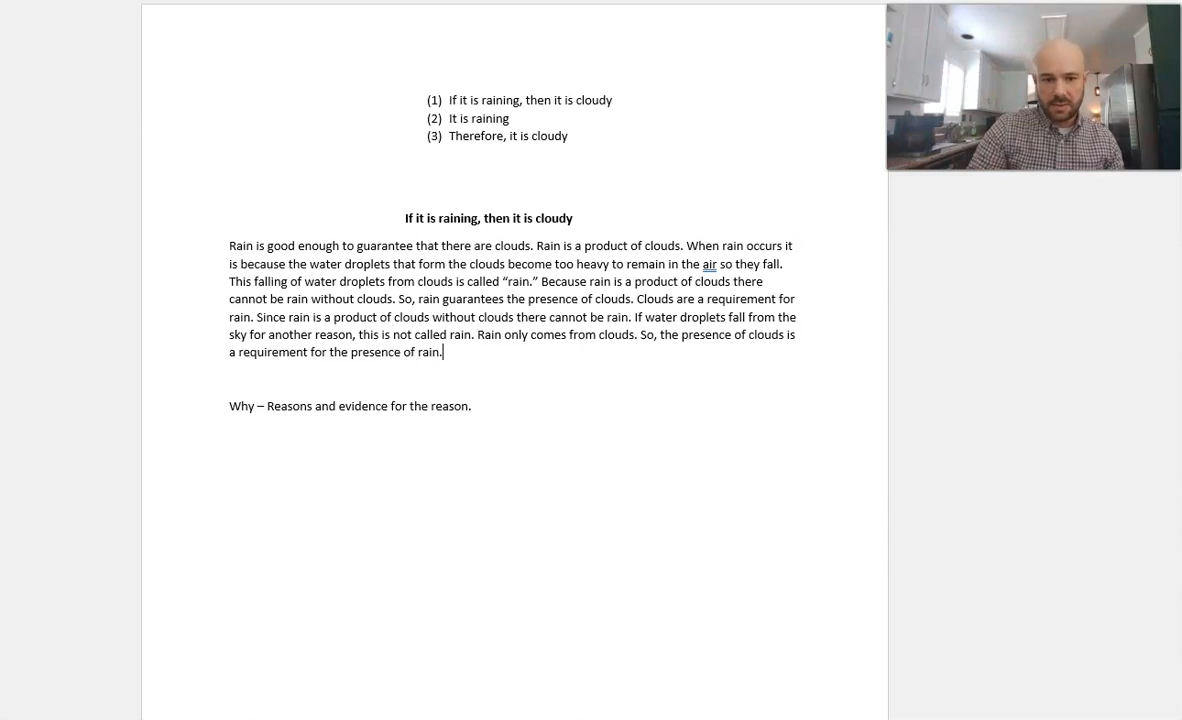 (1) If it is raining, then it is cloudy
(2) It is raining
(3) Therefore, it is cloudy
If it is raining, then it is cloudy
Rain is good enough to guarantee that there are clouds. Rain is a product of clouds. When rain occurs it
is because the water droplets that form the clouds become too heavy to remain in the air so they fall.
This falling of water droplets from clouds is called “rain.” Because rain is a product of clouds there
cannot be rain without clouds. So, rain guarantees the presence of clouds. Clouds are a requirement for
rain. Since rain is a product of clouds without clouds there cannot be rain. If water droplets fall from the
sky for another reason, this is not called rain. Rain only comes from clouds. So, the presence of clouds is
a requirement for the presence of rain.
Why – Reasons and evidence for the reason.